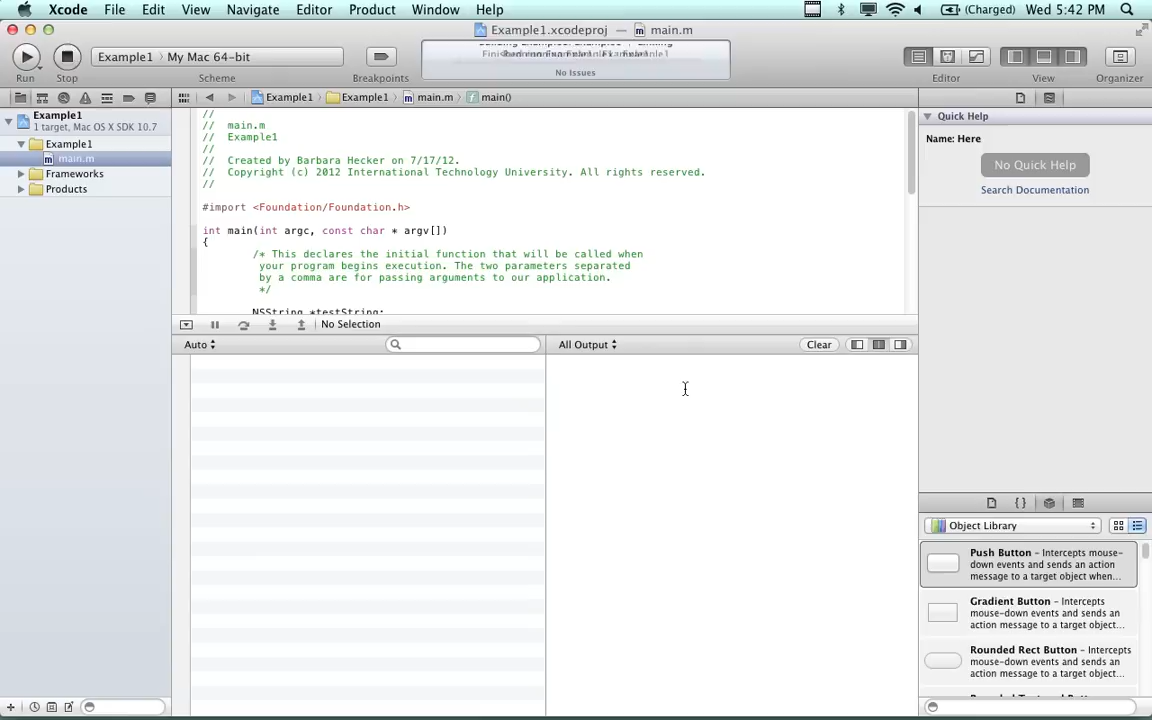 Xcode File Edit View Navigate Editor Product Window Help (Charged) Wed 5:42 PM
Example1.xcodeproj — main.m
Example1 My Mac 64-bit
No Issues
Run Stop Scheme Breakpoints Editor View Organizer
Example1 Example1 main.m main()
Example1
1 target, Mac OS X SDK 10.7
Example1
main.m
Frameworks
Products
//
// main.m
// Example1
//
// Created by Barbara Hecker on 7/17/12.
// Copyright (c) 2012 International Technology University. All rights reserved.
//
#import <Foundation/Foundation.h>
int main(int argc, const char * argv[])
{
/* This declares the initial function that will be called when
your program begins execution. The two parameters separated
by a comma are for passing arguments to our application.
*/
NSString *testString;
No Selection
Auto
All Output Clear
Quick Help
Name: Here
No Quick Help
Search Documentation
Object Library
Push Button – Intercepts mouse-
down events and sends an action
message to a target object when...
Gradient Button – Intercepts
mouse-down events and sends an
action message to a target object...
Rounded Rect Button – Intercepts
mouse-down events and sends an
action message to a target object...